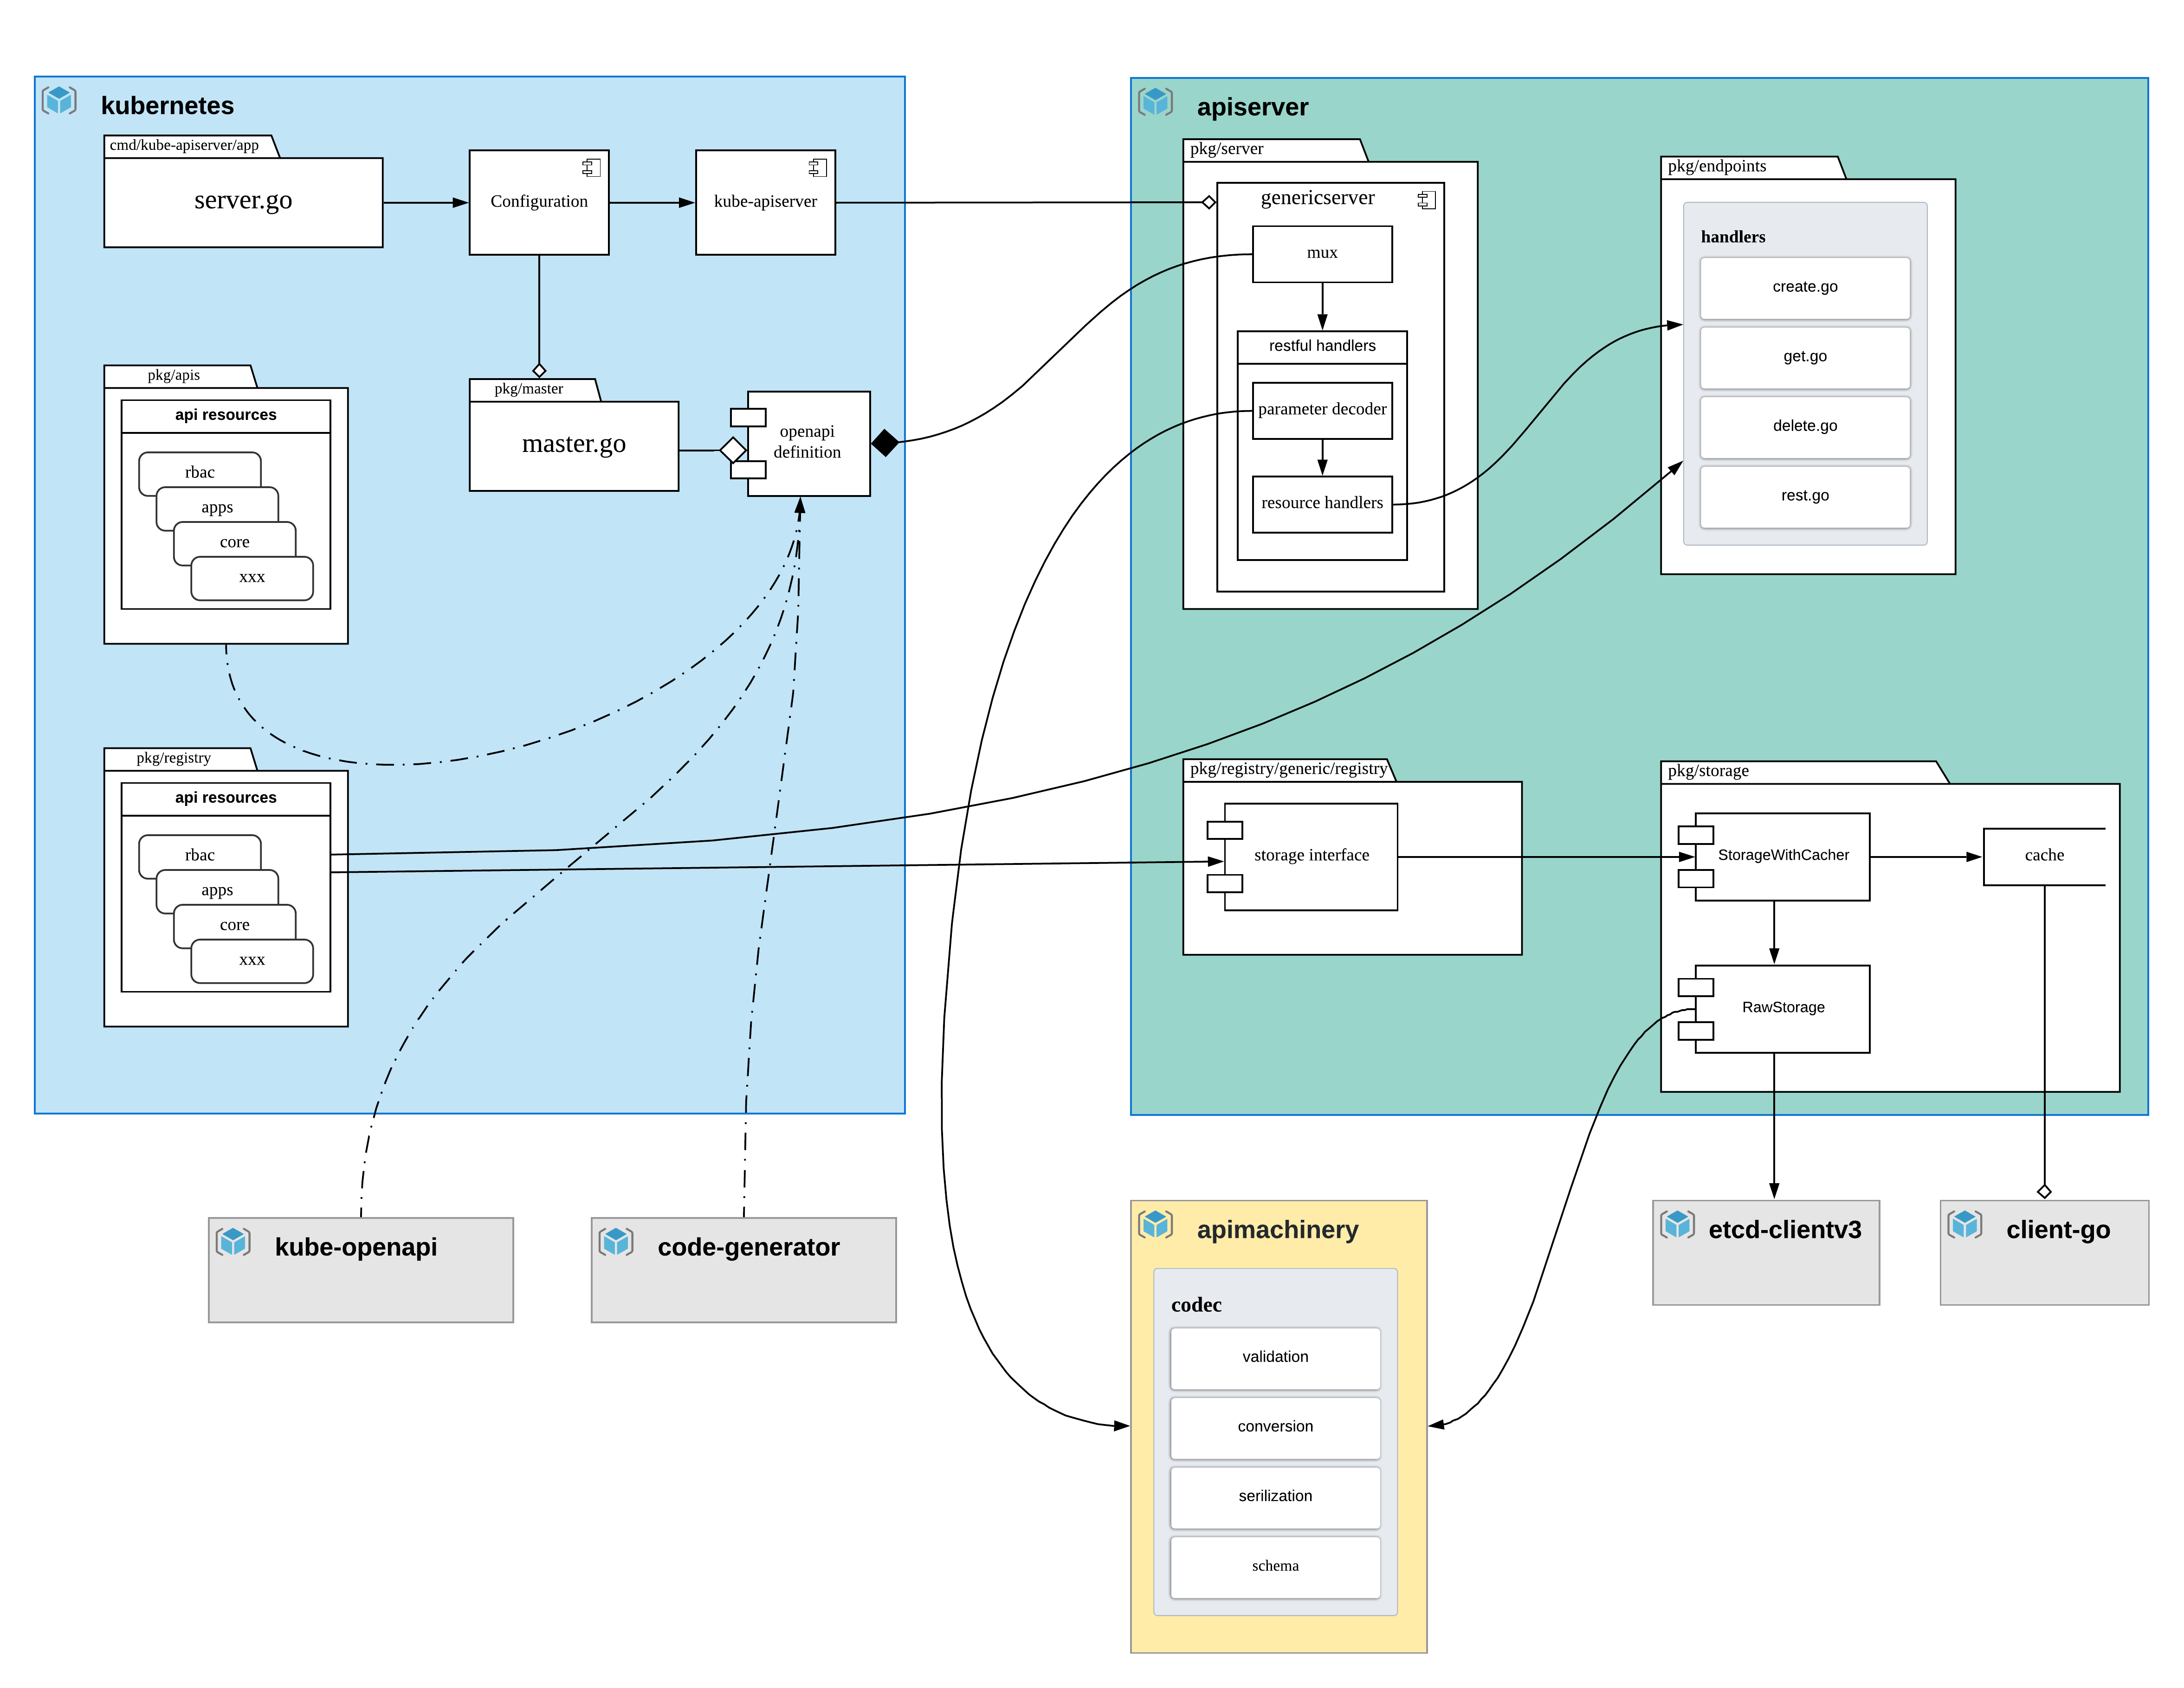 kubernetes
cmd/kube-apiserver/app
server.go
Configuration
kube-apiserver
pkg/apis
api resources
rbac
apps
core
xxx
pkg/master
master.go
openapi
definition
pkg/registry
api resources
rbac
apps
core
xxx
kube-openapi
code-generator
apiserver
pkg/server
genericserver
mux
restful handlers
parameter decoder
resource handlers
pkg/endpoints
handlers
create.go
get.go
delete.go
rest.go
pkg/registry/generic/registry
storage interface
pkg/storage
StorageWithCacher
cache
RawStorage
apimachinery
codec
validation
conversion
serilization
schema
etcd-clientv3
client-go